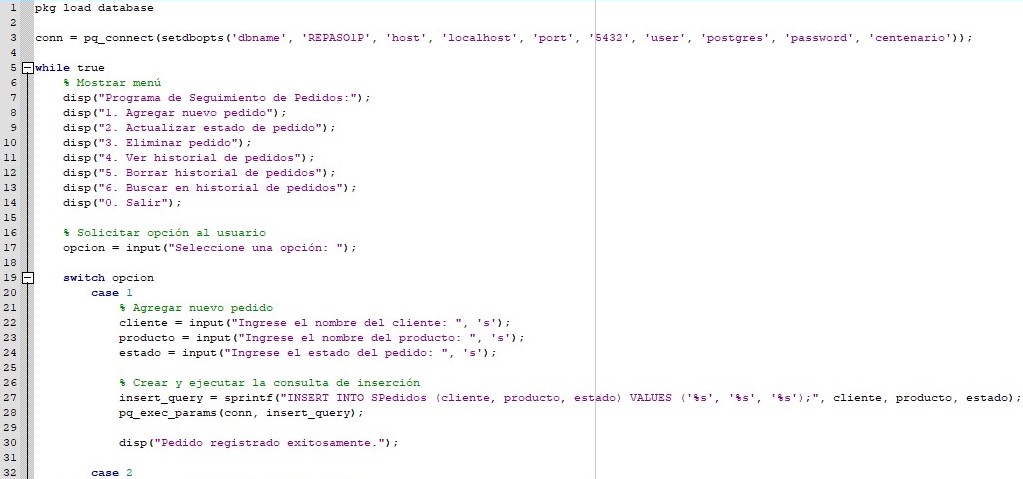 1 pkg load database
2
3 conn = pq_connect(setdbopts('dbname', 'REPASO1P', 'host', 'localhost', 'port', '5432', 'user', 'postgres', 'password', 'centenario'));
4
5 while true
6 % Mostrar menú
7 disp("Programa de Seguimiento de Pedidos:");
8 disp("1. Agregar nuevo pedido");
9 disp("2. Actualizar estado de pedido");
10 disp("3. Eliminar pedido");
11 disp("4. Ver historial de pedidos");
12 disp("5. Borrar historial de pedidos");
13 disp("6. Buscar en historial de pedidos");
14 disp("0. Salir");
15
16 % Solicitar opción al usuario
17 opcion = input("Seleccione una opción: ");
18
19 switch opcion
20 case 1
21 % Agregar nuevo pedido
22 cliente = input("Ingrese el nombre del cliente: ", 's');
23 producto = input("Ingrese el nombre del producto: ", 's');
24 estado = input("Ingrese el estado del pedido: ", 's');
25
26 % Crear y ejecutar la consulta de inserción
27 insert_query = sprintf("INSERT INTO SPedidos (cliente, producto, estado) VALUES ('%s', '%s', '%s');", cliente, producto, estado);
28 pq_exec_params(conn, insert_query);
29
30 disp("Pedido registrado exitosamente.");
31
32 case 2